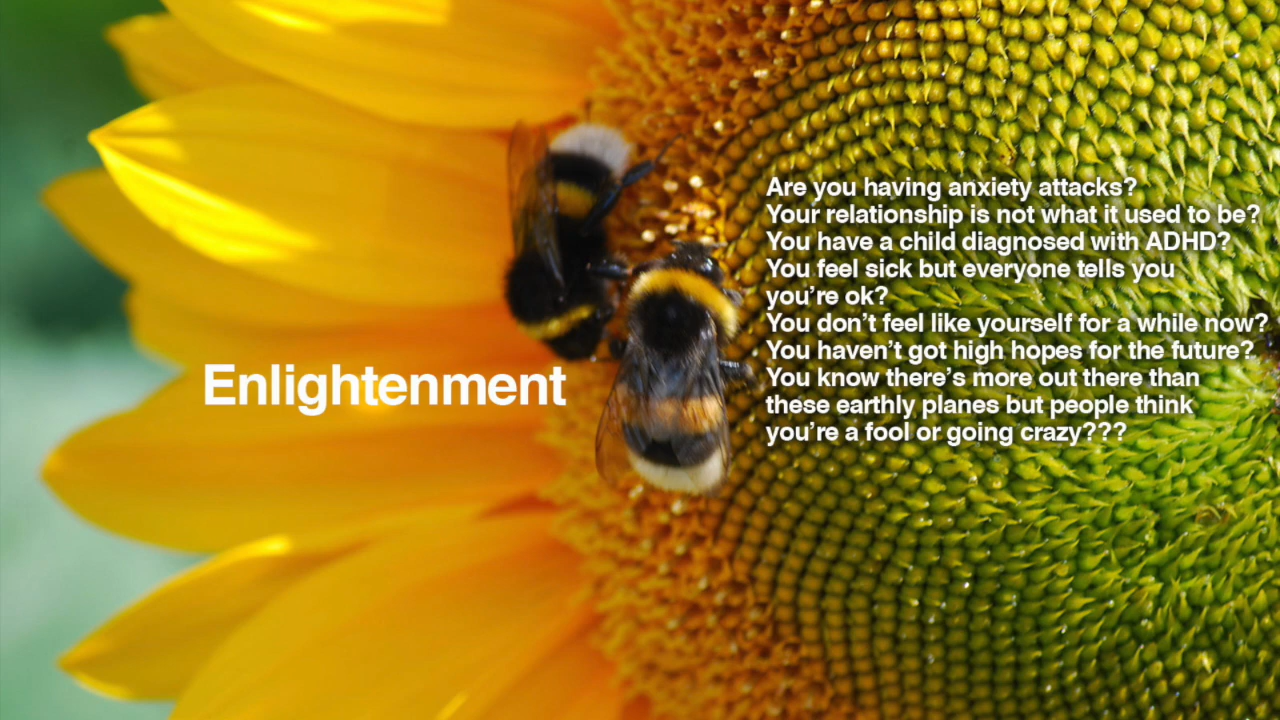 Enlightenment
Are you having anxiety attacks?
Your relationship is not what it used to be?
You have a child diagnosed with ADHD?
You feel sick but everyone tells you
you’re ok?
You don’t feel like yourself for a while now?
You haven’t got high hopes for the future?
You know there’s more out there than
these earthly planes but people think
you’re a fool or going crazy???